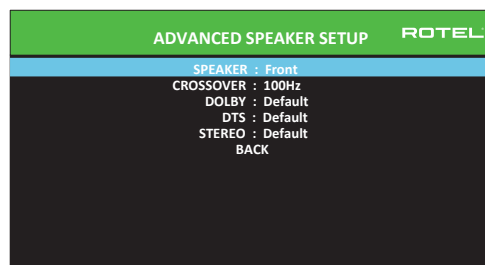 ADVANCED SPEAKER SETUP ROTEL
SPEAKER : Front
CROSSOVER : 100Hz
DOLBY : Default
DTS : Default
STEREO : Default
BACK